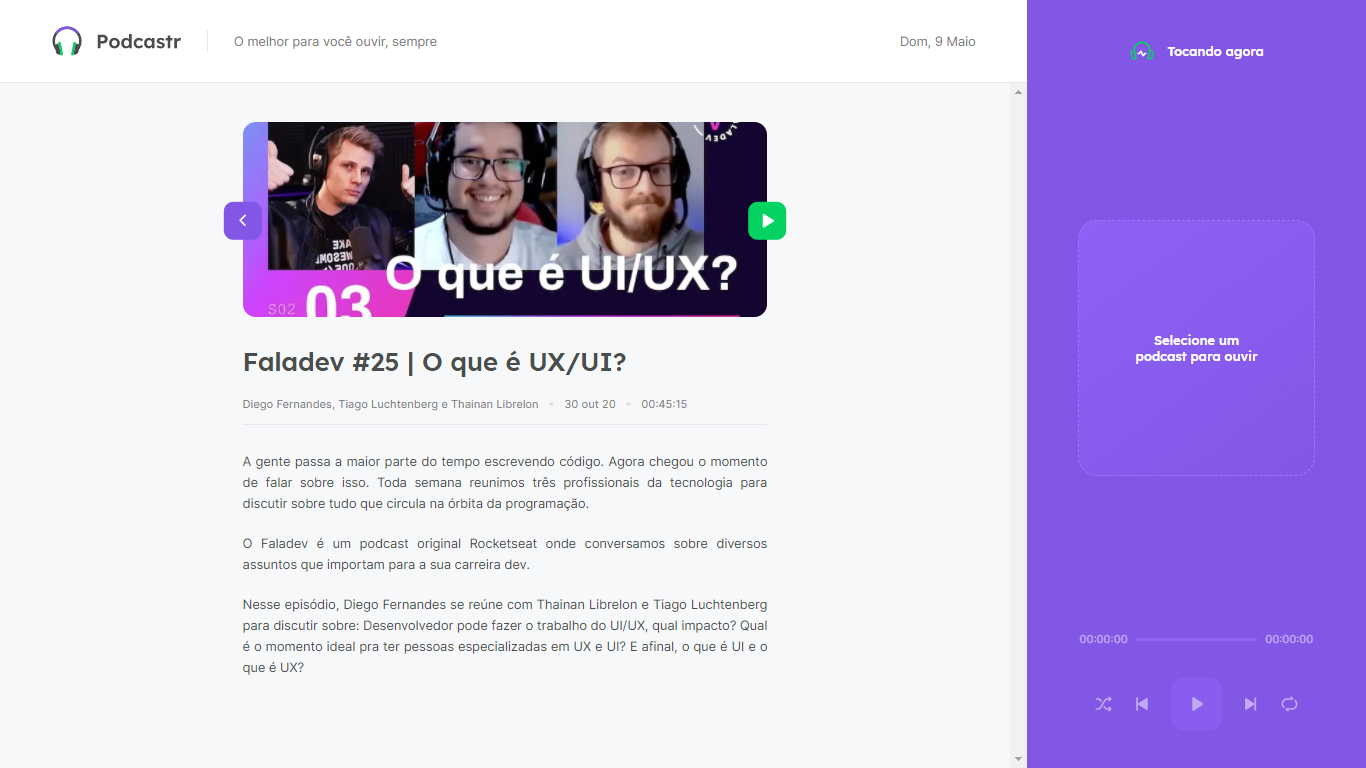 Podcastr
O melhor para você ouvir, sempre
Dom, 9 Maio
Tocando agora
O que é UI/UX?
S02 03
Faladev #25 | O que é UX/UI?
Diego Fernandes, Tiago Luchtenberg e Thainan Librelon • 30 out 20 • 00:45:15
A gente passa a maior parte do tempo escrevendo código. Agora chegou o momento
de falar sobre isso. Toda semana reunimos três profissionais da tecnologia para
discutir sobre tudo que circula na órbita da programação.
O Faladev é um podcast original Rocketseat onde conversamos sobre diversos
assuntos que importam para a sua carreira dev.
Nesse episódio, Diego Fernandes se reúne com Thainan Librelon e Tiago Luchtenberg
para discutir sobre: Desenvolvedor pode fazer o trabalho do UI/UX, qual impacto? Qual
é o momento ideal pra ter pessoas especializadas em UX e UI? E afinal, o que é UI e o
que é UX?
Selecione um
podcast para ouvir
00:00:00
00:00:00